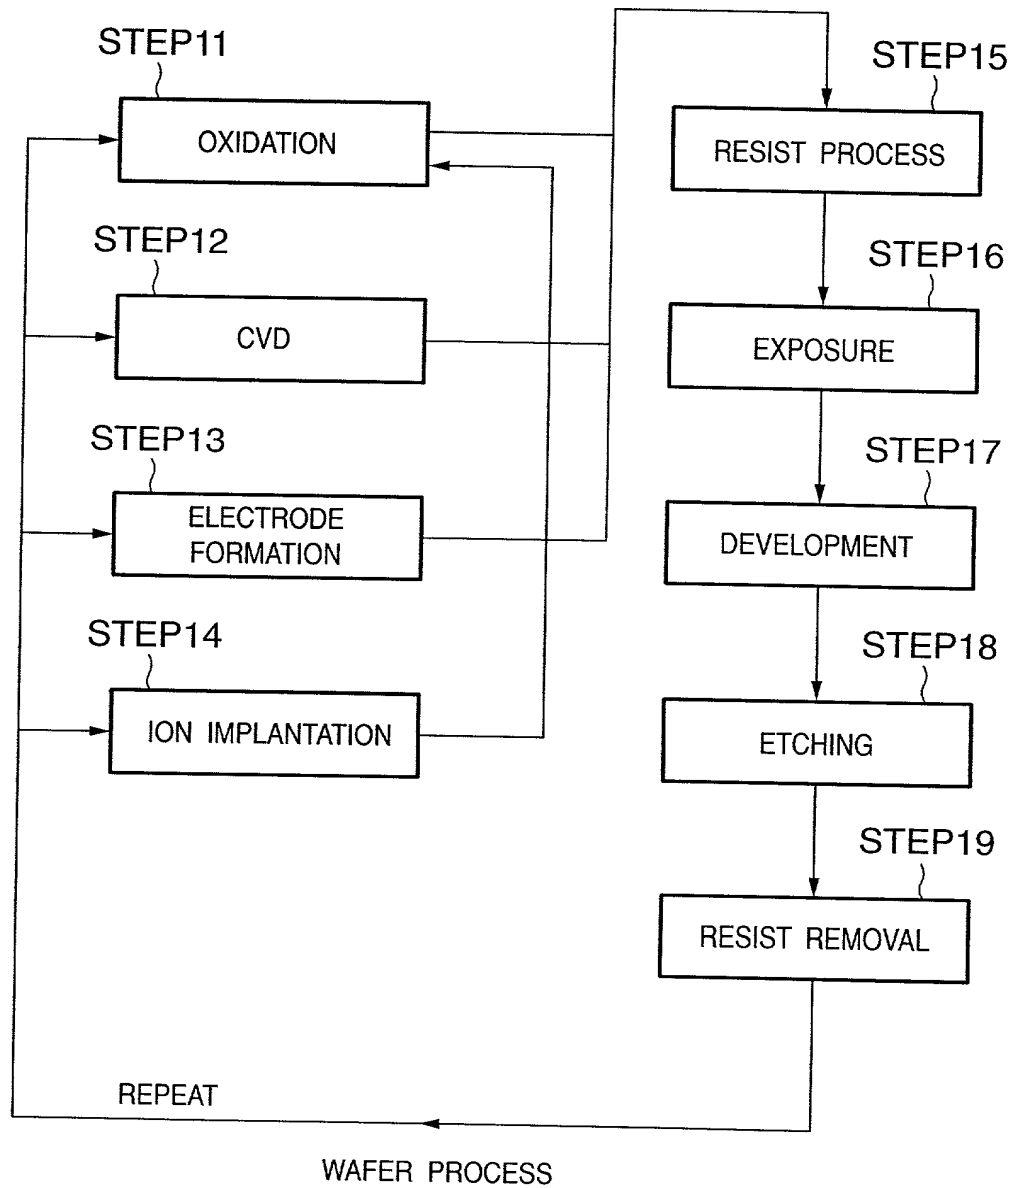 STEP11
OXIDATION
STEP12
CVD
STEP13
ELECTRODE
FORMATION
STEP14
ION IMPLANTATION
STEP15
RESIST PROCESS
STEP16
EXPOSURE
STEP17
DEVELOPMENT
STEP18
ETCHING
STEP19
RESIST REMOVAL
REPEAT
WAFER PROCESS